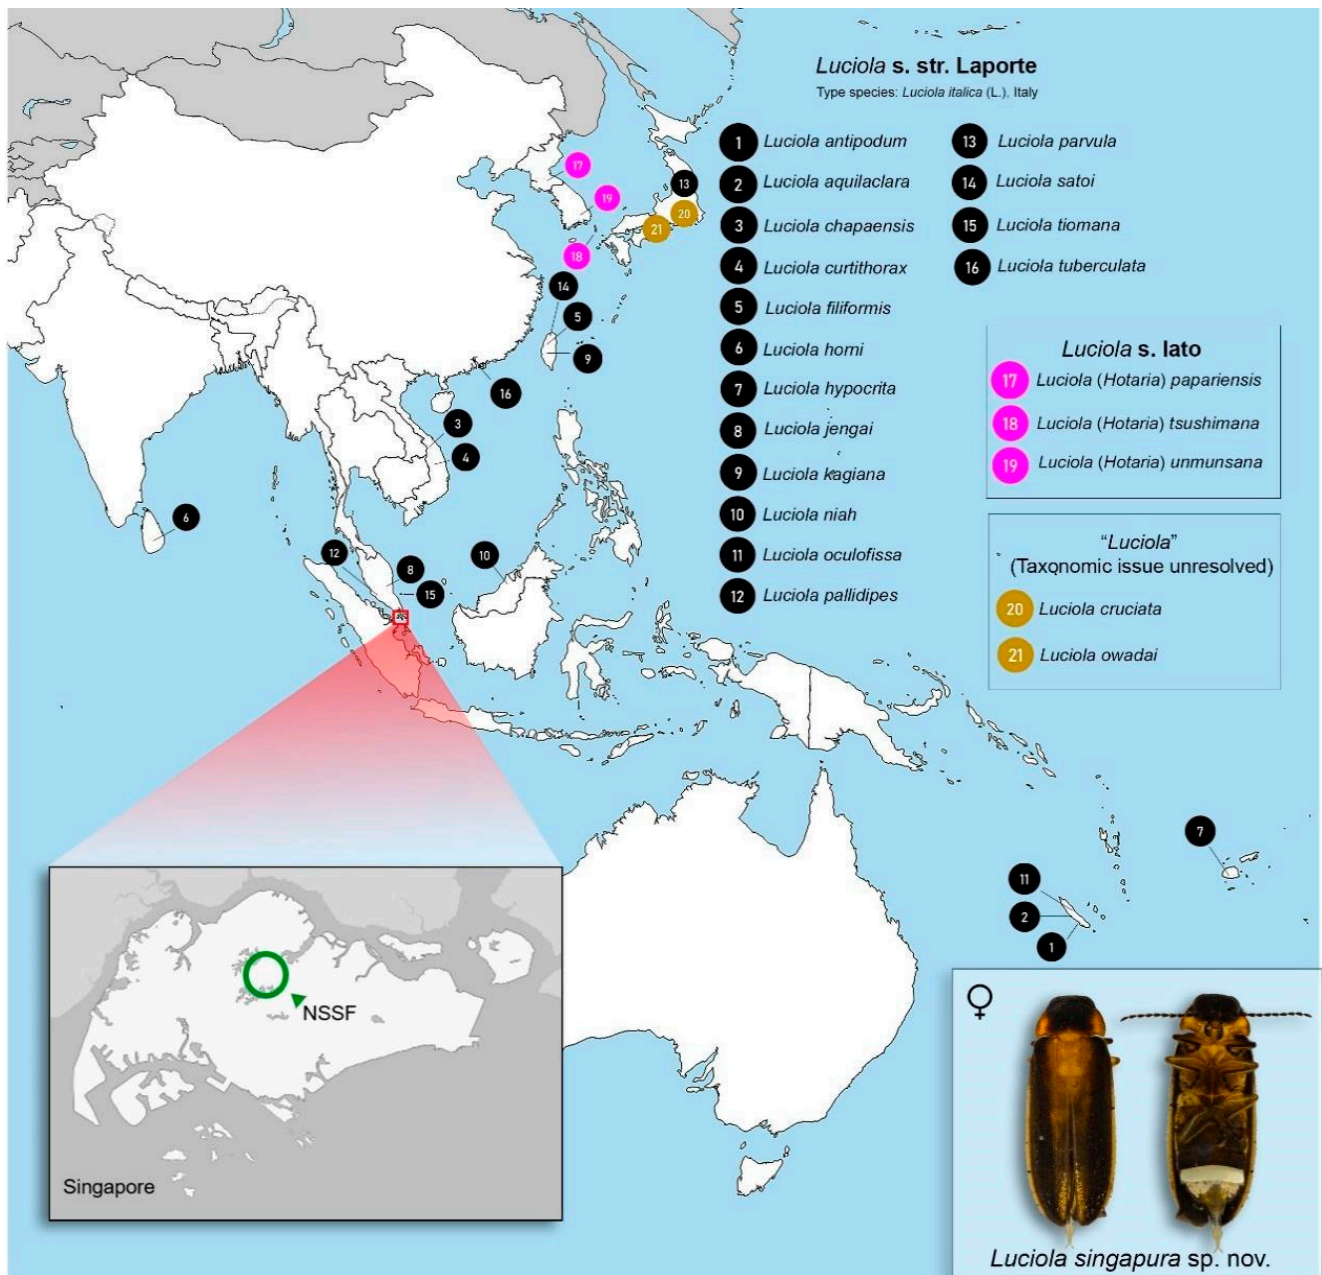 Luciola s. str. Laporte
Type species: Luciola italica (L.). Italy
1 Luciola antipodum
2 Luciola aquilaclara
3 Luciola chapaensis
4 Luciola curtithorax
5 Luciola filiformis
6 Luciola horni
7 Luciola hypocrita
8 Luciola jengai
9 Luciola kagiana
10 Luciola niah
11 Luciola oculofissa
12 Luciola pallidipes
13 Luciola parvula
14 Luciola satoi
15 Luciola tiomana
16 Luciola tuberculata
Luciola s. lato
17 Luciola (Hotaria) papariensis
18 Luciola (Hotaria) tsushimana
19 Luciola (Hotaria) unmunsana
“Luciola”
(Taxonomic issue unresolved)
20 Luciola cruciata
21 Luciola owadai
17
19
13
20
21
18
14
5
9
16
3
4
6
12
10
8
15
7
11
2
1
NSSF
Singapore
♀
Luciola singapura sp. nov.